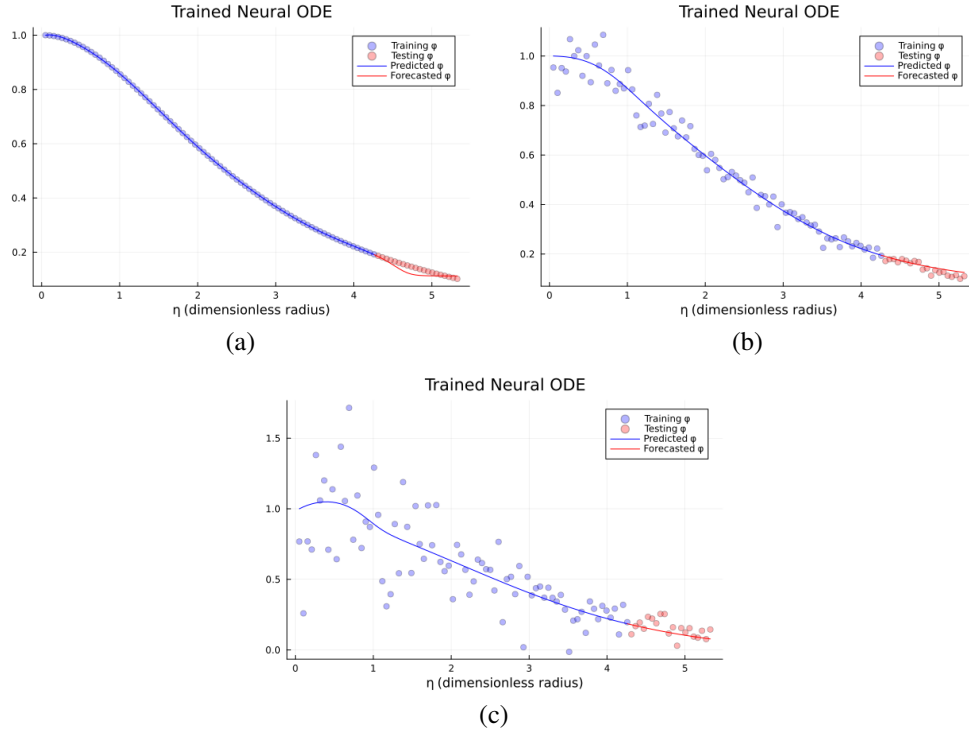 Trained Neural ODE
1.0
0.8
0.6
0.4
0.2
0
1
2
3
4
5
η (dimensionless radius)
Training φ
Testing φ
Predicted φ
Forecasted φ
(a)
Trained Neural ODE
1.0
0.8
0.6
0.4
0.2
0
1
2
3
4
5
η (dimensionless radius)
Training φ
Testing φ
Predicted φ
Forecasted φ
(b)
Trained Neural ODE
1.5
1.0
0.5
0.0
0
1
2
3
4
5
η (dimensionless radius)
Training φ
Testing φ
Predicted φ
Forecasted φ
(c)